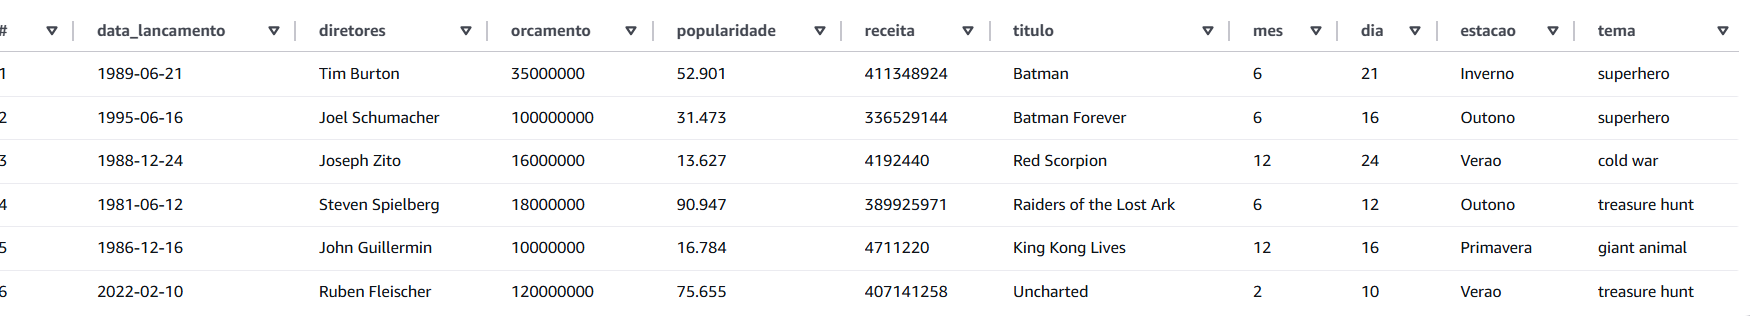 # data_lancamento diretores orcamento popularidade receita titulo mes dia estacao tema
1 1989-06-21 Tim Burton 35000000 52.901 411348924 Batman 6 21 Inverno superhero
2 1995-06-16 Joel Schumacher 100000000 31.473 336529144 Batman Forever 6 16 Outono superhero
3 1988-12-24 Joseph Zito 16000000 13.627 4192440 Red Scorpion 12 24 Verao cold war
4 1981-06-12 Steven Spielberg 18000000 90.947 389925971 Raiders of the Lost Ark 6 12 Outono treasure hunt
5 1986-12-16 John Guillermin 10000000 16.784 4711220 King Kong Lives 12 16 Primavera giant animal
6 2022-02-10 Ruben Fleischer 120000000 75.655 407141258 Uncharted 2 10 Verao treasure hunt